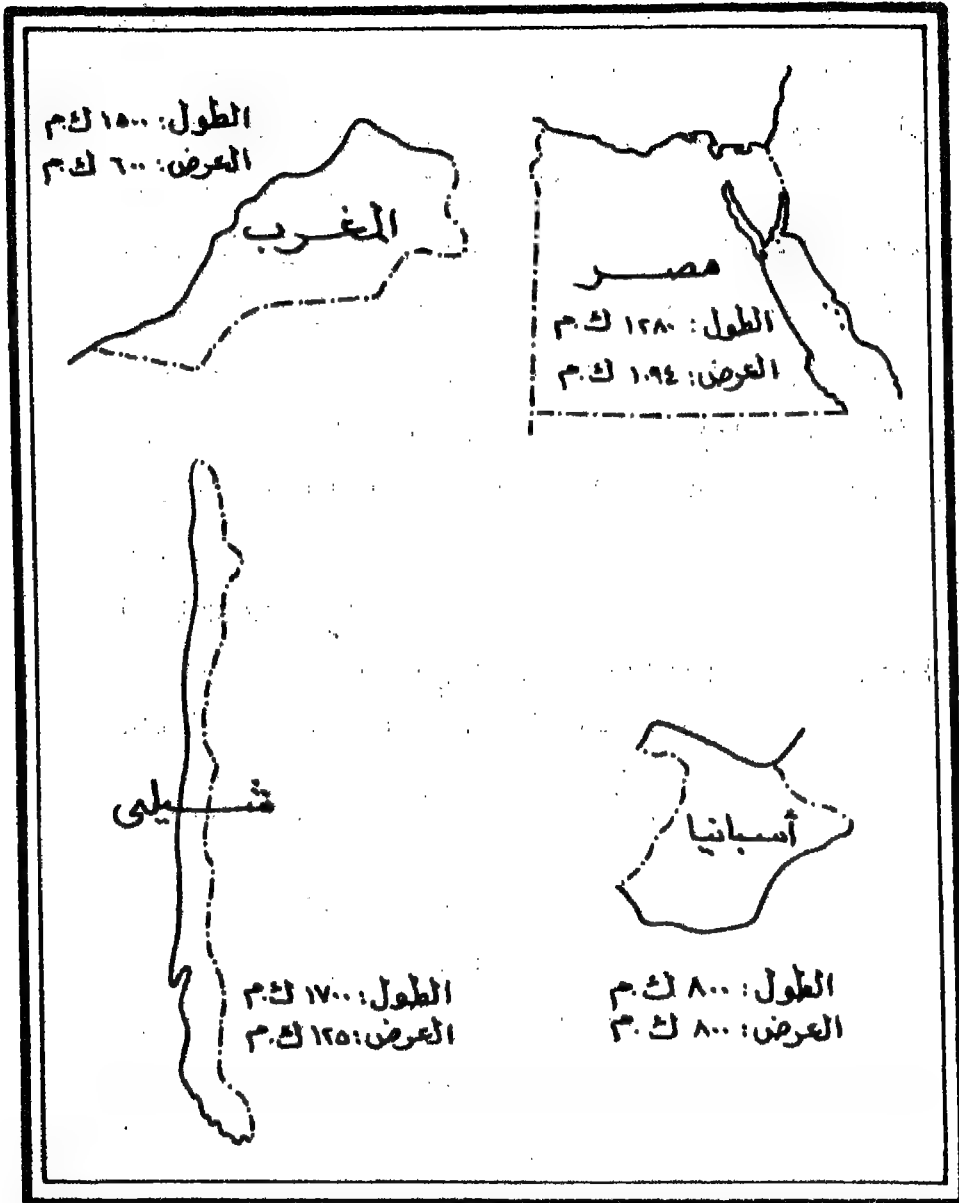 المغرب
الطول: ١٥٠٠ ك.م
العرض: ٦٠٠ ك.م
مصر
الطول: ١٢٨٠ ك.م
العرض: ١٠٩٤ ك.م
شيلى
الطول: ١٧٠٠ ك.م
العرض: ١٢٥ ك.م
أسبانيا
الطول: ٨٠٠ ك.م
العرض: ٨٠٠ ك.م